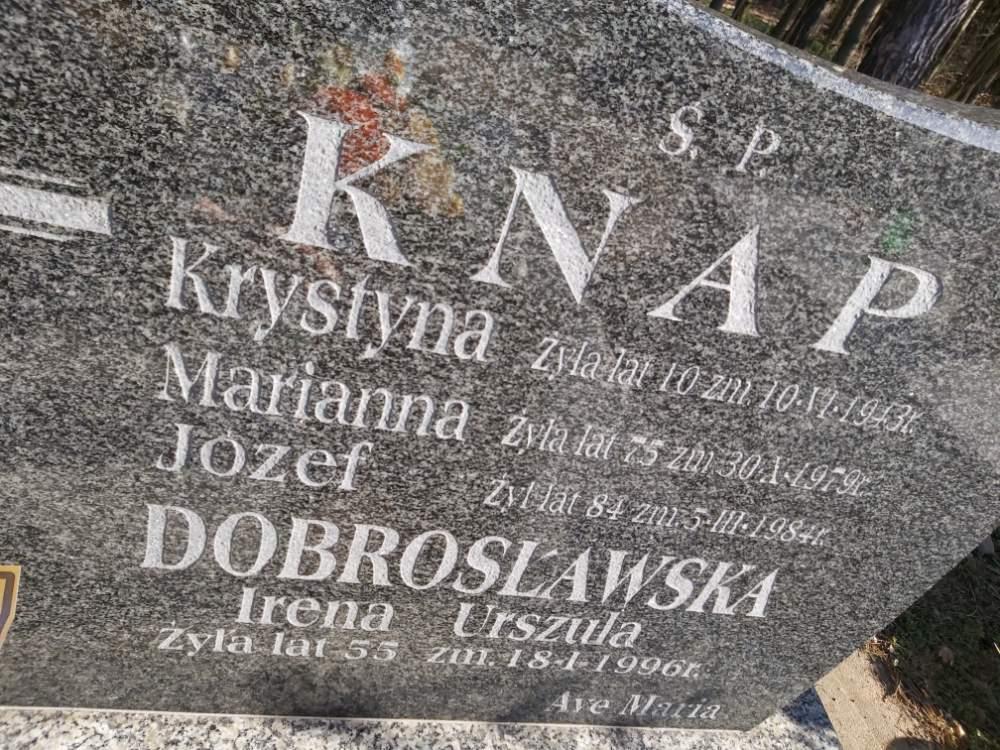 Ś. P.
KNAP
Krystyna Żyła lat 10 zm. 10·VI·1943r.
Marianna Żyła lat 75 zm. 30·X·1979r.
Józef Żył lat 84 zm. 5·III·1984r.
DOBROSŁAWSKA
Irena Urszula
Żyła lat 55 zm. 18·I·1996r.
Ave Maria